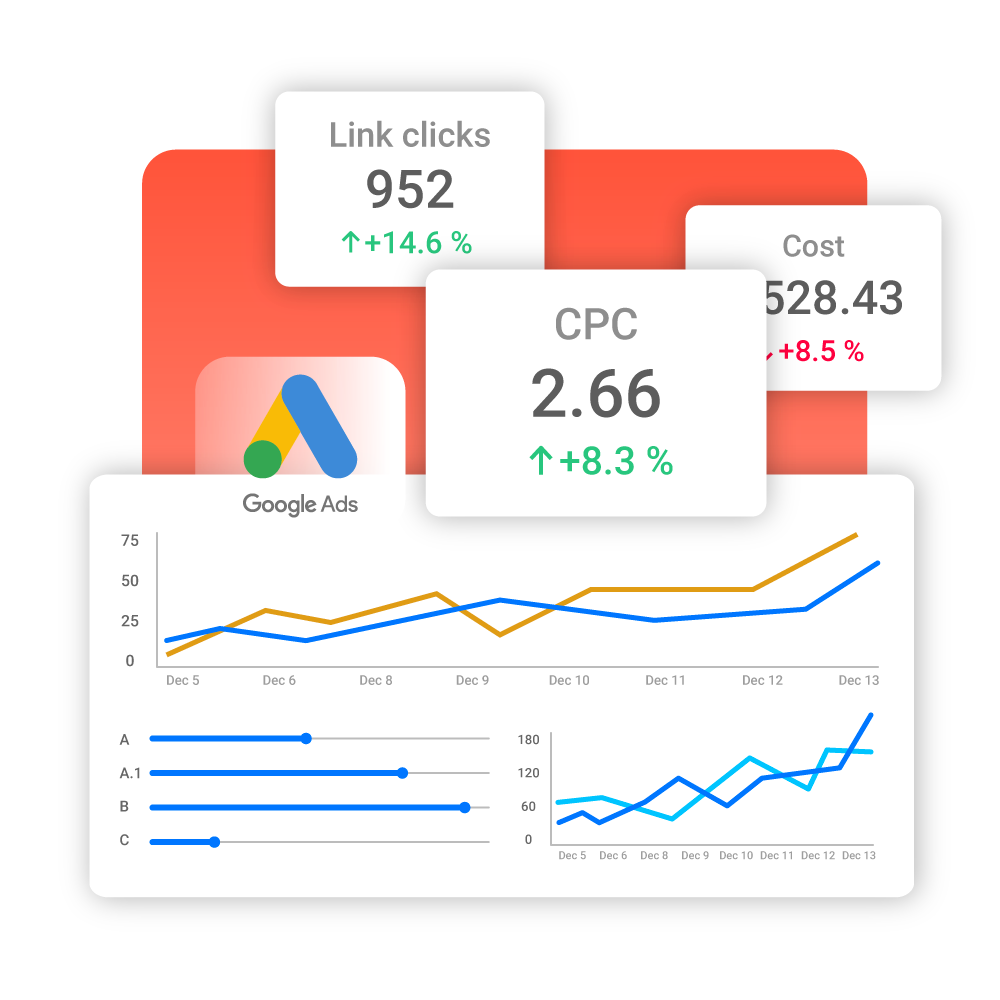 Link clicks
952
↑+14.6 %
Cost
528.43
+8.5 %
CPC
2.66
↑+8.3 %
Google Ads
75
50
25
0
Dec 5 Dec 6 Dec 8 Dec 9 Dec 10 Dec 11 Dec 12 Dec 13
A
A.1
B
C
180
120
60
0
Dec 5 Dec 6 Dec 8 Dec 9 Dec 10 Dec 11 Dec 12 Dec 13